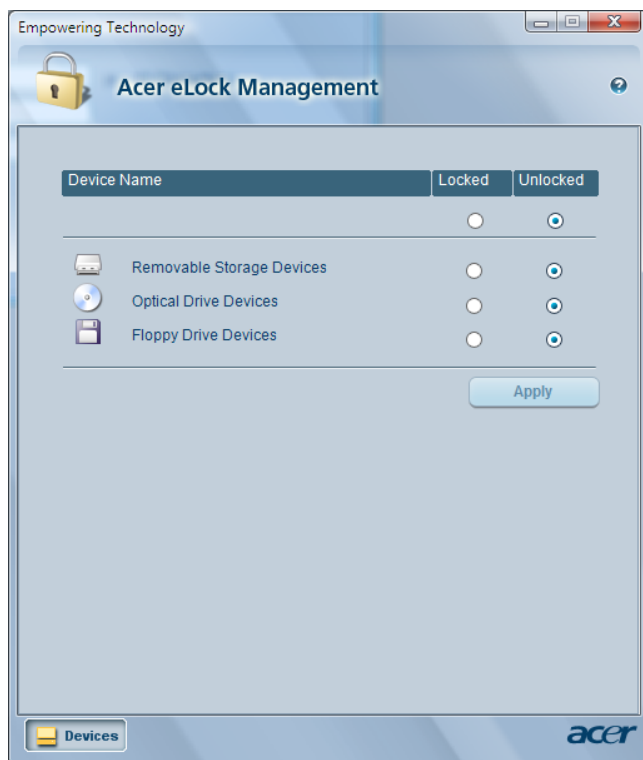 Empowering Technology
Acer eLock Management
Device Name Locked Unlocked
Removable Storage Devices
Optical Drive Devices
Floppy Drive Devices
Apply
Devices
acer